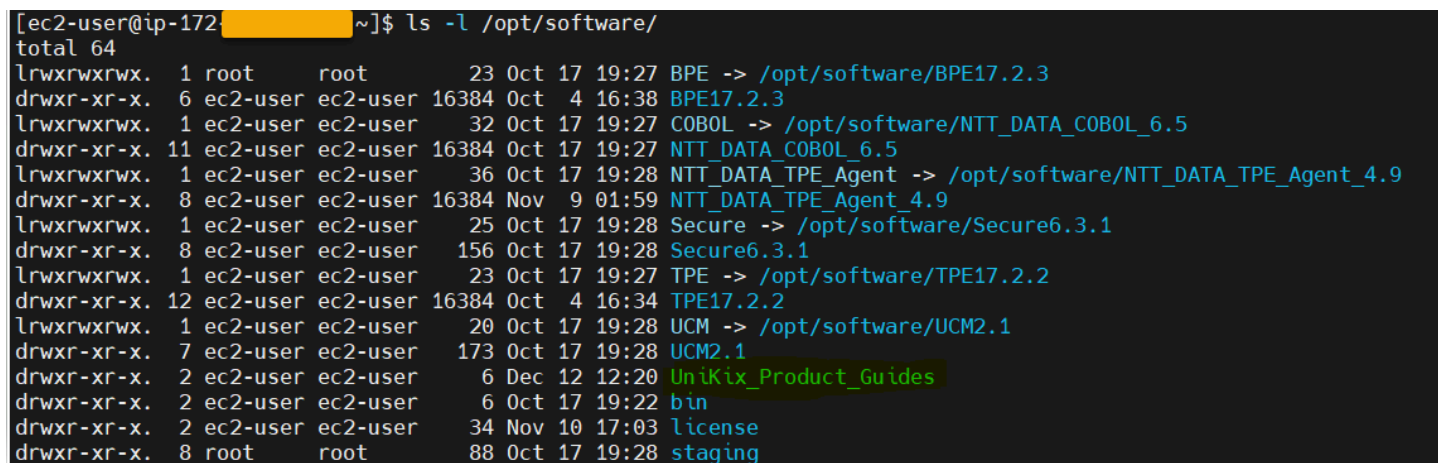 [ec2-user@ip-172- ~]$ ls -l /opt/software/
total 64
lrwxrwxrwx.  1 root     root        23 Oct 17 19:27 BPE -> /opt/software/BPE17.2.3
drwxr-xr-x.  6 ec2-user ec2-user 16384 Oct  4 16:38 BPE17.2.3
lrwxrwxrwx.  1 ec2-user ec2-user    32 Oct 17 19:27 COBOL -> /opt/software/NTT_DATA_COBOL_6.5
drwxr-xr-x. 11 ec2-user ec2-user 16384 Oct 17 19:27 NTT_DATA_COBOL_6.5
lrwxrwxrwx.  1 ec2-user ec2-user    36 Oct 17 19:28 NTT_DATA_TPE_Agent -> /opt/software/NTT_DATA_TPE_Agent_4.9
drwxr-xr-x.  8 ec2-user ec2-user 16384 Nov  9 01:59 NTT_DATA_TPE_Agent_4.9
lrwxrwxrwx.  1 ec2-user ec2-user    25 Oct 17 19:28 Secure -> /opt/software/Secure6.3.1
drwxr-xr-x.  8 ec2-user ec2-user   156 Oct 17 19:28 Secure6.3.1
lrwxrwxrwx.  1 ec2-user ec2-user    23 Oct 17 19:27 TPE -> /opt/software/TPE17.2.2
drwxr-xr-x. 12 ec2-user ec2-user 16384 Oct  4 16:34 TPE17.2.2
lrwxrwxrwx.  1 ec2-user ec2-user    20 Oct 17 19:28 UCM -> /opt/software/UCM2.1
drwxr-xr-x.  7 ec2-user ec2-user   173 Oct 17 19:28 UCM2.1
drwxr-xr-x.  2 ec2-user ec2-user     6 Dec 12 12:20 UniKix_Product_Guides
drwxr-xr-x.  2 ec2-user ec2-user     6 Oct 17 19:22 bin
drwxr-xr-x.  2 ec2-user ec2-user    34 Nov 10 17:03 license
drwxr-xr-x.  8 root     root        88 Oct 17 19:28 staging